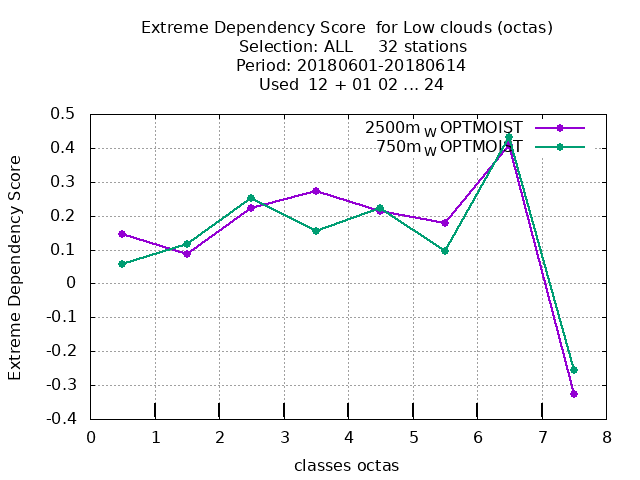 Extreme Dependency Score  for Low clouds (octas)
Selection: ALL     32 stations
Period: 20180601-20180614
Used  12 + 01 02 ... 24
2500m_W OPTMOIST
750m_W OPTMOIST
Extreme Dependency Score
0.5
0.4
0.3
0.2
0.1
0
-0.1
-0.2
-0.3
-0.4
0 1 2 3 4 5 6 7 8
classes octas